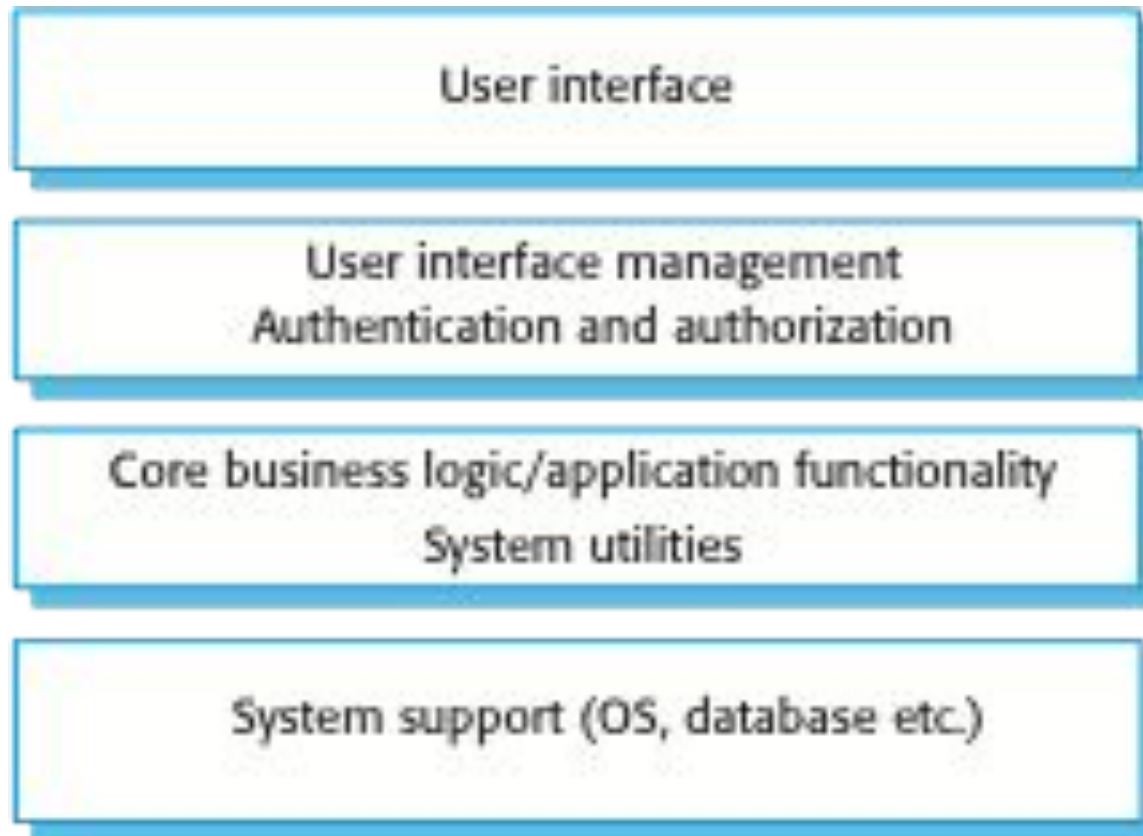 User interface
User interface management
Authentication and authorization
Core business logic/application functionality
System utilities
System support (OS, database etc.)